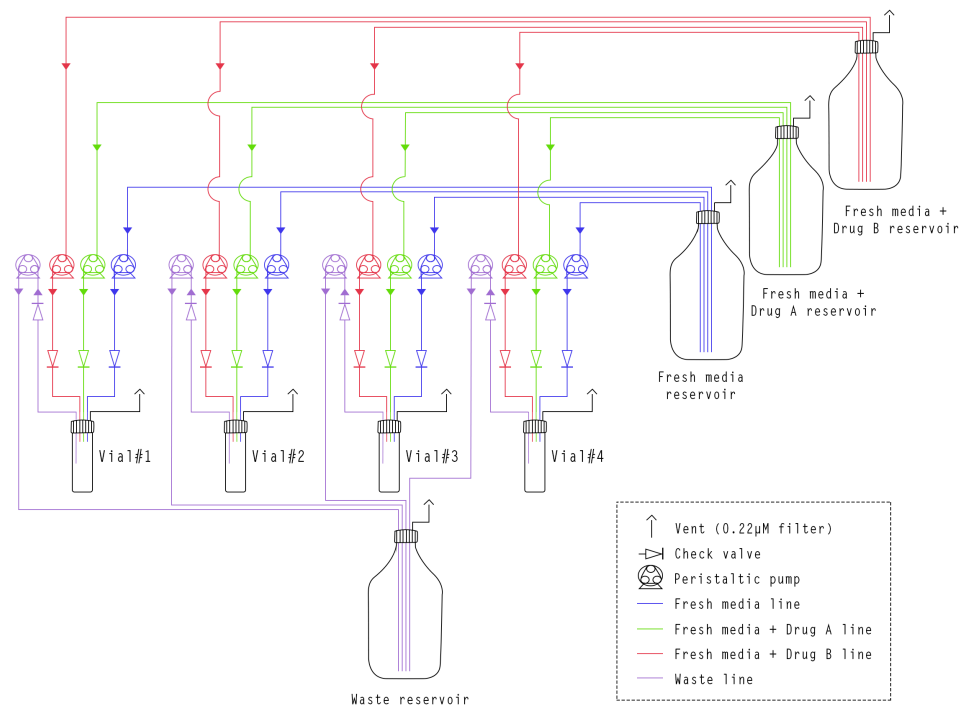 Fresh media +
Drug B reservoir
Fresh media +
Drug A reservoir
Fresh media
reservoir
Vial#1
Vial#2
Vial#3
Vial#4
Vent (0.22µM filter)
Check valve
Peristaltic pump
Fresh media line
Fresh media + Drug A line
Fresh media + Drug B line
Waste line
Waste reservoir